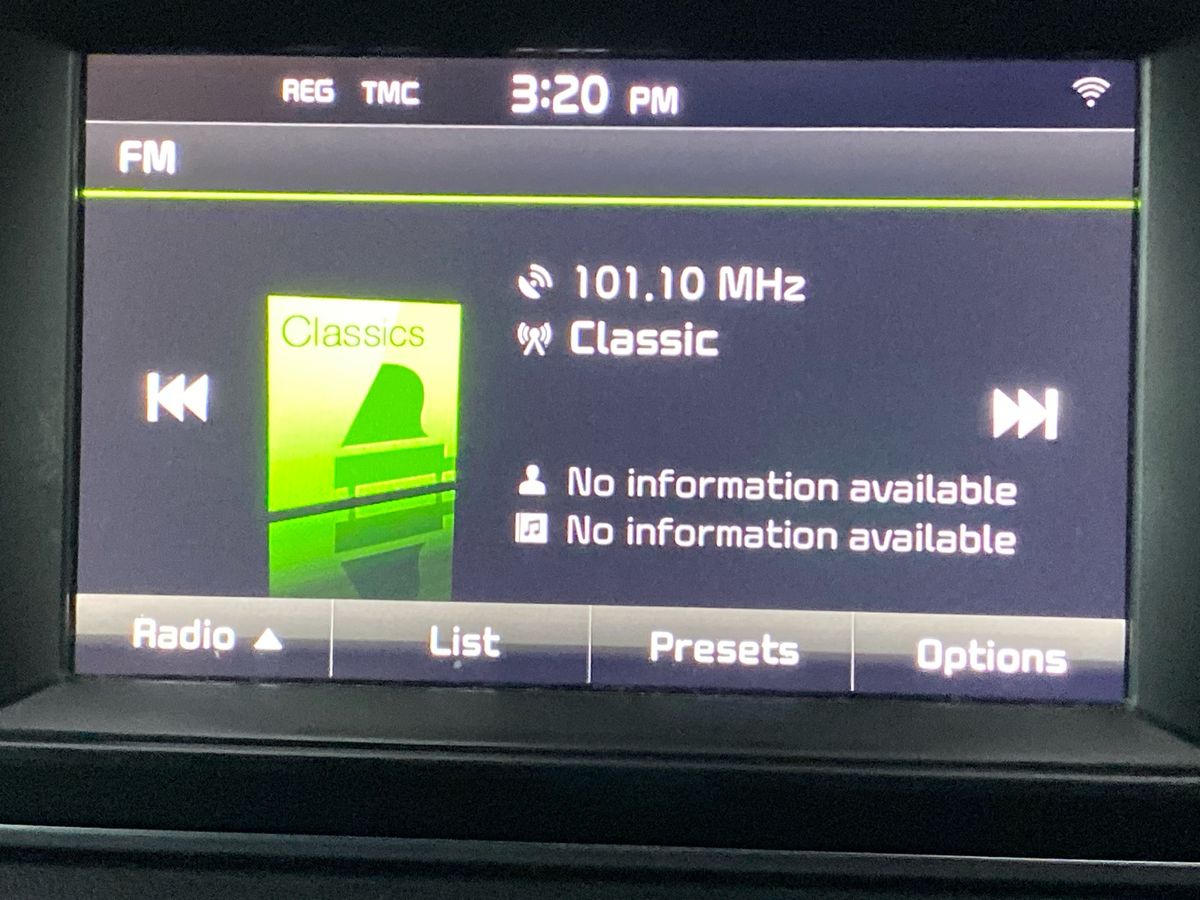 REG TMC 3:20 PM
FM
101.10 MHz
Classics
Classic
No information available
No information available
Radio List Presets Options